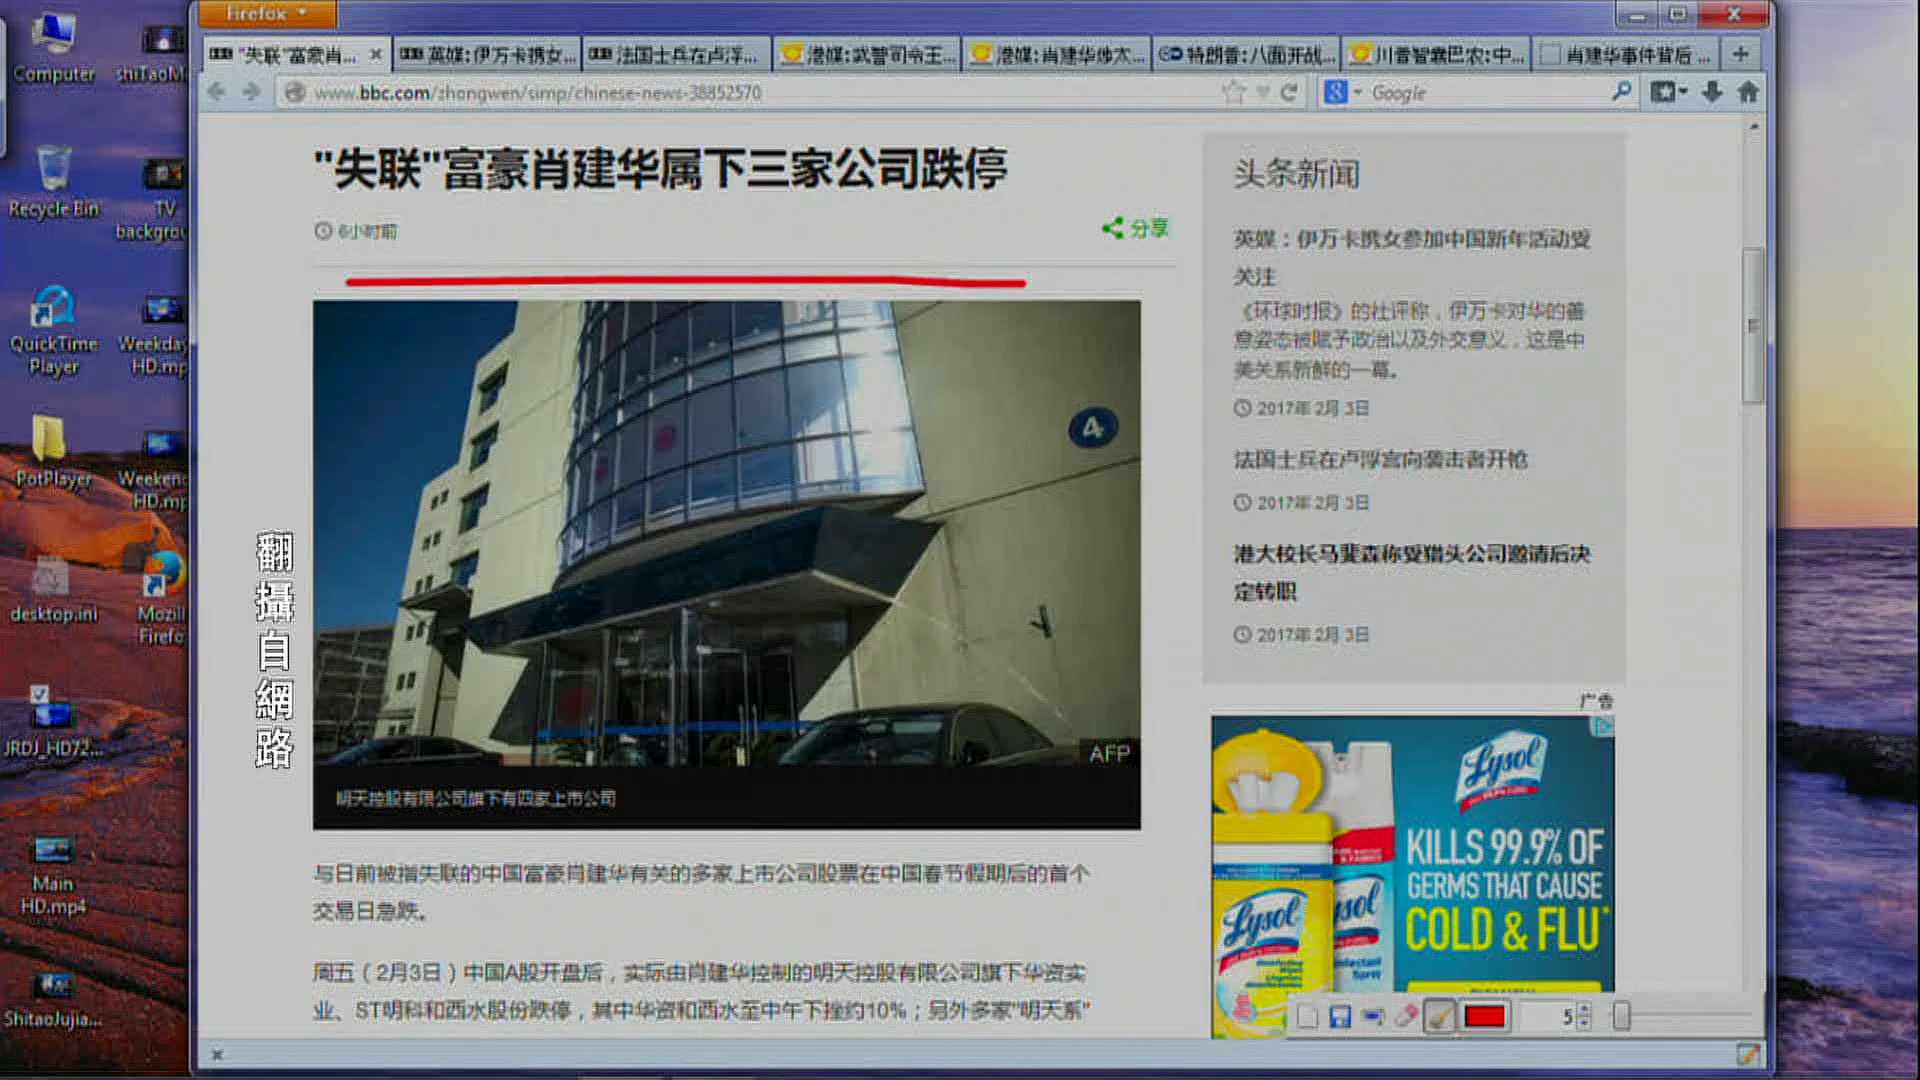 Firefox
"失联"富豪肖...
英媒:伊万卡携女...
法国士兵在卢浮...
港媒:武警司令王...
港媒:肖建华涉太...
特朗普:八面开战...
川普智囊巴农:中...
肖建华事件背后 ...
www.bbc.com/zhongwen/simp/chinese-news-38852570
Google
Computer
shiTaoM
Recycle Bin
TV
backgrou
QuickTime
Player
Weekday
HD.mp
PotPlayer
Weekend
HD.mp
desktop.ini
Mozill
Firefo
JRDJ_HD72...
Main
HD.mp4
ShitaoJujia...
"失联"富豪肖建华属下三家公司跌停
6小时前
分享
翻攝自網路
4
AFP
明天控股有限公司旗下有四家上市公司
与日前被指失联的中国富豪肖建华有关的多家上市公司股票在中国春节假期后的首个
交易日急跌。
周五（2月3日）中国A股开盘后，实际由肖建华控制的明天控股有限公司旗下华资实
业、ST明科和西水股份跌停，其中华资和西水至中午下挫约10%；另外多家"明天系"
头条新闻
英媒：伊万卡携女参加中国新年活动受
关注
《环球时报》的社评称，伊万卡对华的善
意姿态被赋予政治以及外交意义，这是中
美关系新鲜的一幕。
2017年 2月 3日
法国士兵在卢浮宫向袭击者开枪
2017年 2月 3日
港大校长马斐森称受猎头公司邀请后决
定转职
2017年 2月 3日
广告
Lysol
KILLS 99.9% OF
GERMS THAT CAUSE
COLD & FLU*
Lysol
ysol
5